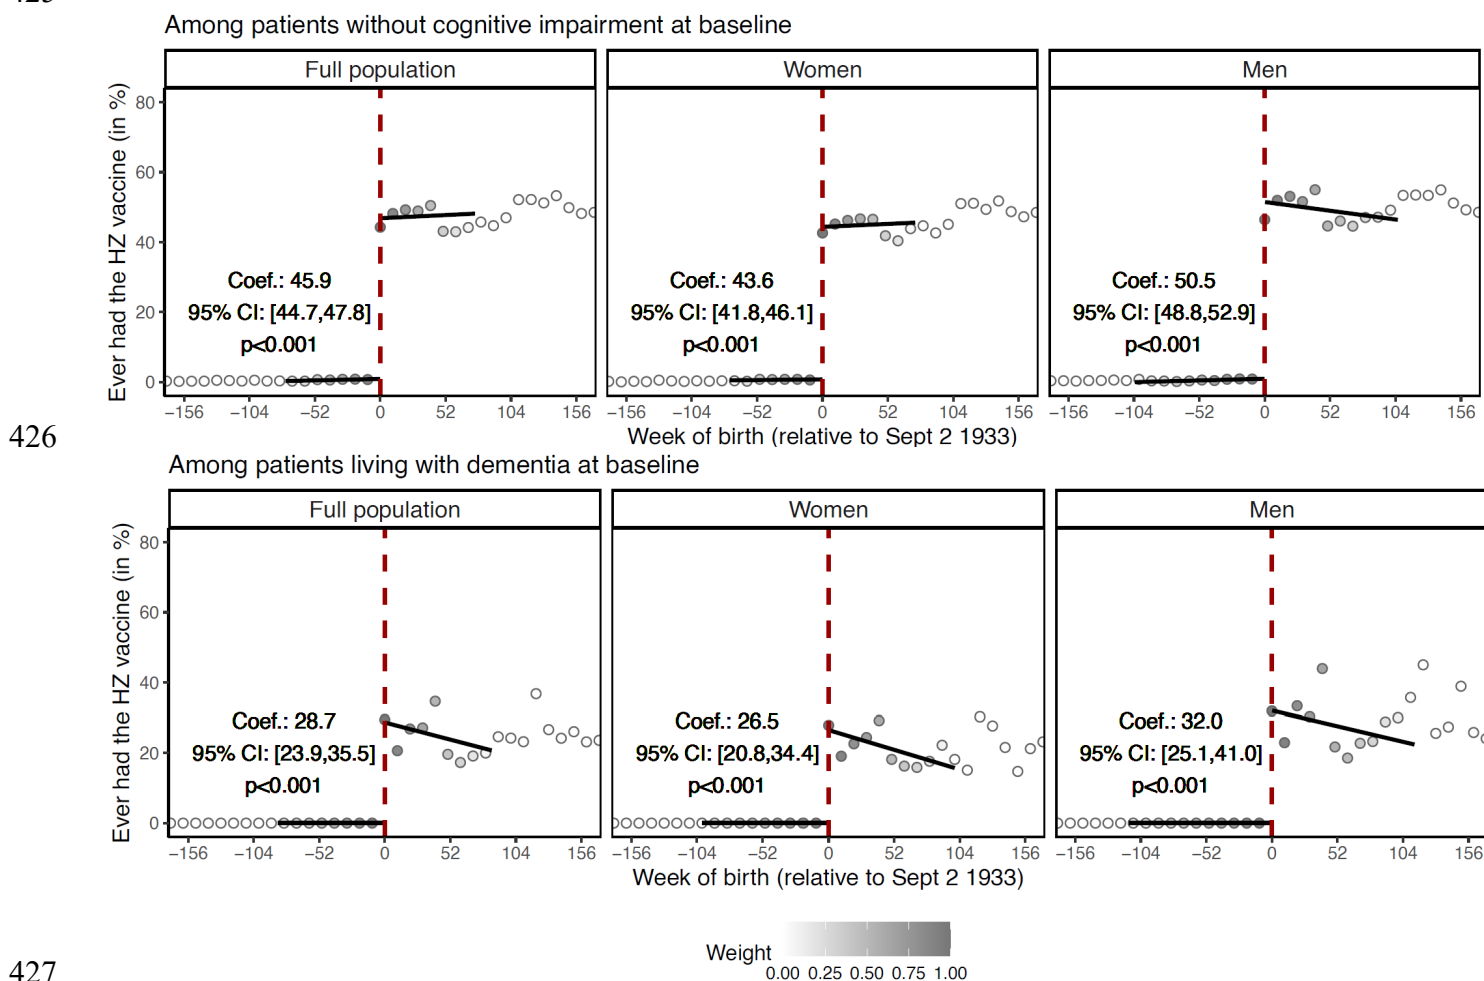 Among patients without cognitive impairment at baseline
Full population Women Men
Ever had the HZ vaccine (in %)
80
60
40
20
0
Coef.: 45.9
95% CI: [44.7,47.8]
p<0.001
Coef.: 43.6
95% CI: [41.8,46.1]
p<0.001
Coef.: 50.5
95% CI: [48.8,52.9]
p<0.001
−156 −104 −52 0 52 104 156 −156 −104 −52 0 52 104 156 −156 −104 −52 0 52 104 156
Week of birth (relative to Sept 2 1933)
426
Among patients living with dementia at baseline
Full population Women Men
Ever had the HZ vaccine (in %)
80
60
40
20
0
Coef.: 28.7
95% CI: [23.9,35.5]
p<0.001
Coef.: 26.5
95% CI: [20.8,34.4]
p<0.001
Coef.: 32.0
95% CI: [25.1,41.0]
p<0.001
−156 −104 −52 0 52 104 156 −156 −104 −52 0 52 104 156 −156 −104 −52 0 52 104 156
Week of birth (relative to Sept 2 1933)
Weight
0.00 0.25 0.50 0.75 1.00
427